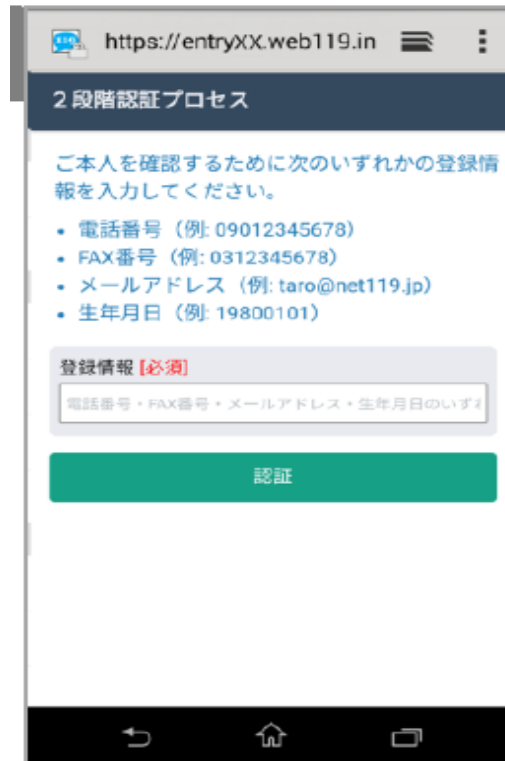 https://entryXX.web119.in
2段階認証プロセス
ご本人を確認するために次のいずれかの登録情
報を入力してください。
• 電話番号（例: 09012345678）
• FAX番号（例: 0312345678）
• メールアドレス（例: taro@net119.jp）
• 生年月日（例: 19800101）
登録情報 [必須]
電話番号・FAX番号・メールアドレス・生年月日のいずれ
認証